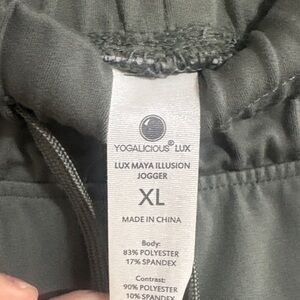 YOGALICIOUS® LUX
LUX MAYA ILLUSION
JOGGER
XL
MADE IN CHINA
Body:
83% POLYESTER
17% SPANDEX
Contrast:
90% POLYESTER
10% SPANDEX